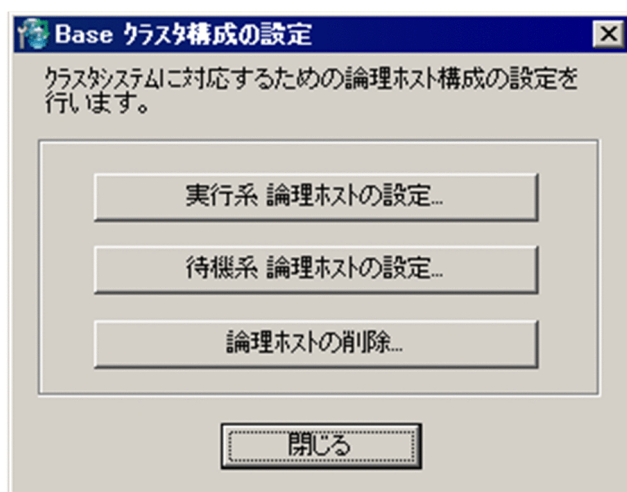 Base クラスタ構成の設定
クラスタシステムに対応するための論理ホスト構成の設定を
行います。
実行系 論理ホストの設定...
待機系 論理ホストの設定...
論理ホストの削除...
閉じる